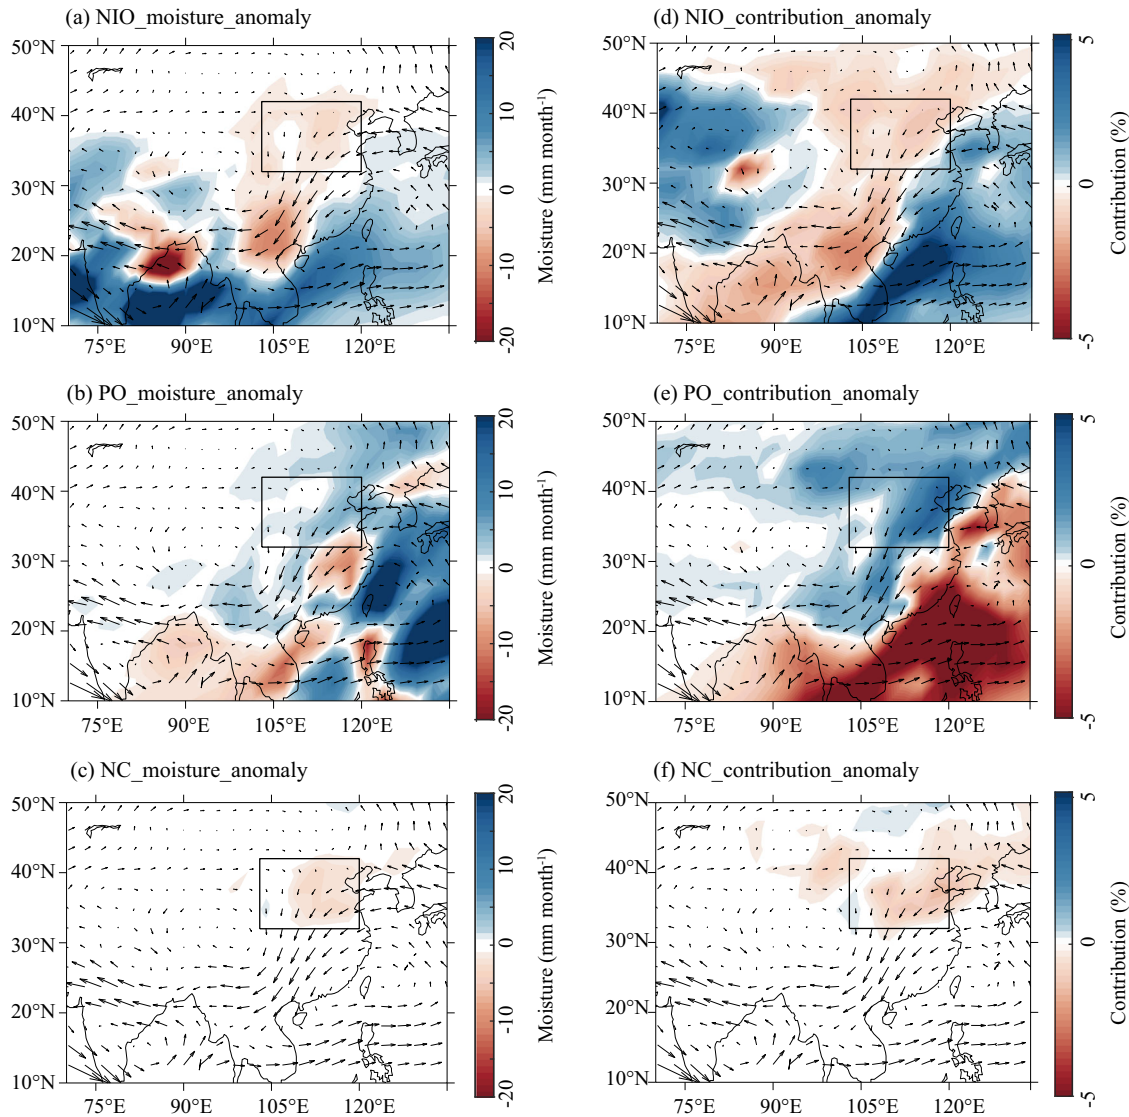 (a) NIO_moisture_anomaly
50°N
40°N
30°N
20°N
10°N
75°E 90°E 105°E 120°E
20
10
0
-10
-20
Moisture (mm month-1)
(d) NIO_contribution_anomaly
50°N
40°N
30°N
20°N
10°N
75°E 90°E 105°E 120°E
5
0
-5
Contribution (%)
(b) PO_moisture_anomaly
50°N
40°N
30°N
20°N
10°N
75°E 90°E 105°E 120°E
20
10
0
-10
-20
Moisture (mm month-1)
(e) PO_contribution_anomaly
50°N
40°N
30°N
20°N
10°N
75°E 90°E 105°E 120°E
5
0
-5
Contribution (%)
(c) NC_moisture_anomaly
50°N
40°N
30°N
20°N
10°N
75°E 90°E 105°E 120°E
20
10
0
-10
-20
Moisture (mm month-1)
(f) NC_contribution_anomaly
50°N
40°N
30°N
20°N
10°N
75°E 90°E 105°E 120°E
5
0
-5
Contribution (%)